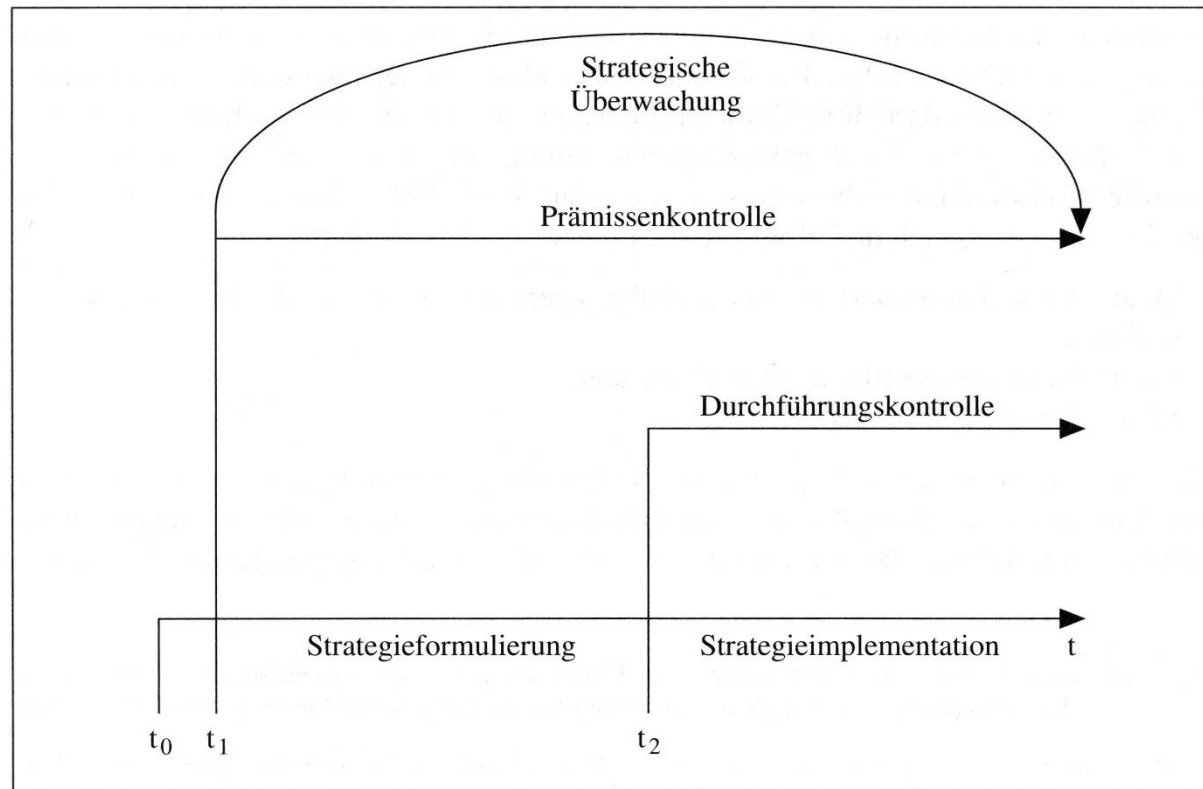 Strategische
Überwachung
Prämissenkontrolle
Durchführungskontrolle
Strategieformulierung
Strategieimplementation
t
t0
t1
t2